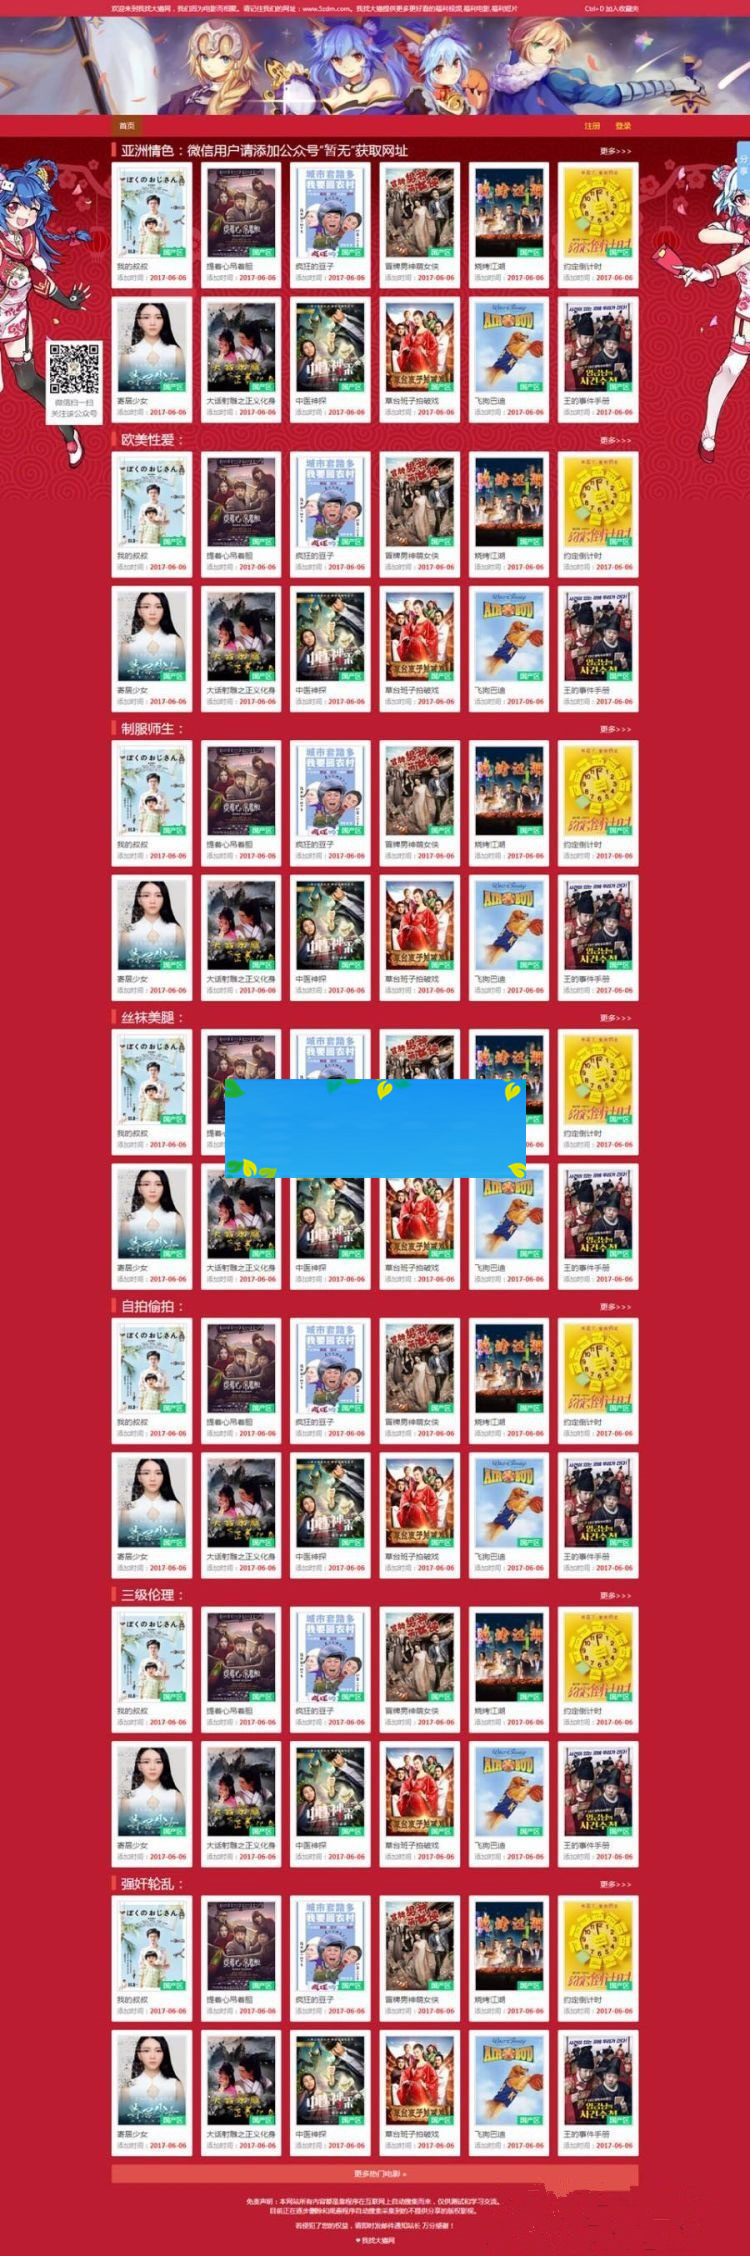 欢迎来到我找大猫网，我们因为电影而相聚。请记住我们的网址：www.5zdm.com。我找大猫提供更多更好看的福利视频,福利电影,福利短片
Ctrl+D 加入收藏夹
首页
注册 登录
分享
亚洲情色：微信用户请添加公众号“暂无”获取网址
更多>>>
我的叔叔 提着心吊着胆 疯狂的豆子 冒牌男神萌女侠 烧烤江湖 约定倒计时
添加时间：2017-06-06 添加时间：2017-06-06 添加时间：2017-06-06 添加时间：2017-06-06 添加时间：2017-06-06 添加时间：2017-06-06
寄居少女 大话射雕之正义化身 中医神探 草台班子拍破戏 飞狗巴迪 王的事件手册
添加时间：2017-06-06 添加时间：2017-06-06 添加时间：2017-06-06 添加时间：2017-06-06 添加时间：2017-06-06 添加时间：2017-06-06
微信扫一扫
关注该公众号
欧美性爱：
更多>>>
我的叔叔 提着心吊着胆 疯狂的豆子 冒牌男神萌女侠 烧烤江湖 约定倒计时
添加时间：2017-06-06 添加时间：2017-06-06 添加时间：2017-06-06 添加时间：2017-06-06 添加时间：2017-06-06 添加时间：2017-06-06
寄居少女 大话射雕之正义化身 中医神探 草台班子拍破戏 飞狗巴迪 王的事件手册
添加时间：2017-06-06 添加时间：2017-06-06 添加时间：2017-06-06 添加时间：2017-06-06 添加时间：2017-06-06 添加时间：2017-06-06
制服师生：
更多>>>
我的叔叔 提着心吊着胆 疯狂的豆子 冒牌男神萌女侠 烧烤江湖 约定倒计时
添加时间：2017-06-06 添加时间：2017-06-06 添加时间：2017-06-06 添加时间：2017-06-06 添加时间：2017-06-06 添加时间：2017-06-06
寄居少女 大话射雕之正义化身 中医神探 草台班子拍破戏 飞狗巴迪 王的事件手册
添加时间：2017-06-06 添加时间：2017-06-06 添加时间：2017-06-06 添加时间：2017-06-06 添加时间：2017-06-06 添加时间：2017-06-06
丝袜美腿：
更多>>>
我的叔叔 约定倒计时
添加时间：2017-06-06 添加时间：2017-06-06
寄居少女 大话射雕之正义化身 中医神探 草台班子拍破戏 飞狗巴迪 王的事件手册
添加时间：2017-06-06 添加时间：2017-06-06 添加时间：2017-06-06 添加时间：2017-06-06 添加时间：2017-06-06 添加时间：2017-06-06
自拍偷拍：
更多>>>
我的叔叔 提着心吊着胆 疯狂的豆子 冒牌男神萌女侠 烧烤江湖 约定倒计时
添加时间：2017-06-06 添加时间：2017-06-06 添加时间：2017-06-06 添加时间：2017-06-06 添加时间：2017-06-06 添加时间：2017-06-06
寄居少女 大话射雕之正义化身 中医神探 草台班子拍破戏 飞狗巴迪 王的事件手册
添加时间：2017-06-06 添加时间：2017-06-06 添加时间：2017-06-06 添加时间：2017-06-06 添加时间：2017-06-06 添加时间：2017-06-06
三级伦理：
更多>>>
我的叔叔 提着心吊着胆 疯狂的豆子 冒牌男神萌女侠 烧烤江湖 约定倒计时
添加时间：2017-06-06 添加时间：2017-06-06 添加时间：2017-06-06 添加时间：2017-06-06 添加时间：2017-06-06 添加时间：2017-06-06
寄居少女 大话射雕之正义化身 中医神探 草台班子拍破戏 飞狗巴迪 王的事件手册
添加时间：2017-06-06 添加时间：2017-06-06 添加时间：2017-06-06 添加时间：2017-06-06 添加时间：2017-06-06 添加时间：2017-06-06
强奸轮乱：
更多>>>
我的叔叔 提着心吊着胆 疯狂的豆子 冒牌男神萌女侠 烧烤江湖 约定倒计时
添加时间：2017-06-06 添加时间：2017-06-06 添加时间：2017-06-06 添加时间：2017-06-06 添加时间：2017-06-06 添加时间：2017-06-06
寄居少女 大话射雕之正义化身 中医神探 草台班子拍破戏 飞狗巴迪 王的事件手册
添加时间：2017-06-06 添加时间：2017-06-06 添加时间：2017-06-06 添加时间：2017-06-06 添加时间：2017-06-06 添加时间：2017-06-06
更多热门电影 »
免责声明：本网站所有内容都是靠程序在互联网上自动搜集而来，仅供测试和学习交流。
目前正在逐步删除和规避程序自动搜索采集到的不提供分享的版权影视。
若侵犯了您的权益，请即时发邮件通知站长 万分感谢！
❤ 我找大猫网